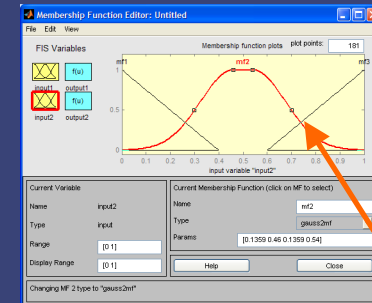 Membership Function Editor: Untitled
File Edit View
FIS Variables
Membership function plots plot points: 181
f(u)
input1 output1
f(u)
input2 output2
mf1 mf2 mf3
1
0.5
0
0 0.1 0.2 0.3 0.4 0.5 0.6 0.7 0.8 0.9 1
input variable "input2"
Current Variable
Name input2
Type input
Range [0 1]
Display Range [0 1]
Current Membership Function (click on MF to select)
Name mf2
Type gauss2mf
Params [0.1359 0.46 0.1359 0.54]
Help Close
Changing MF 2 type to "gauss2mf"